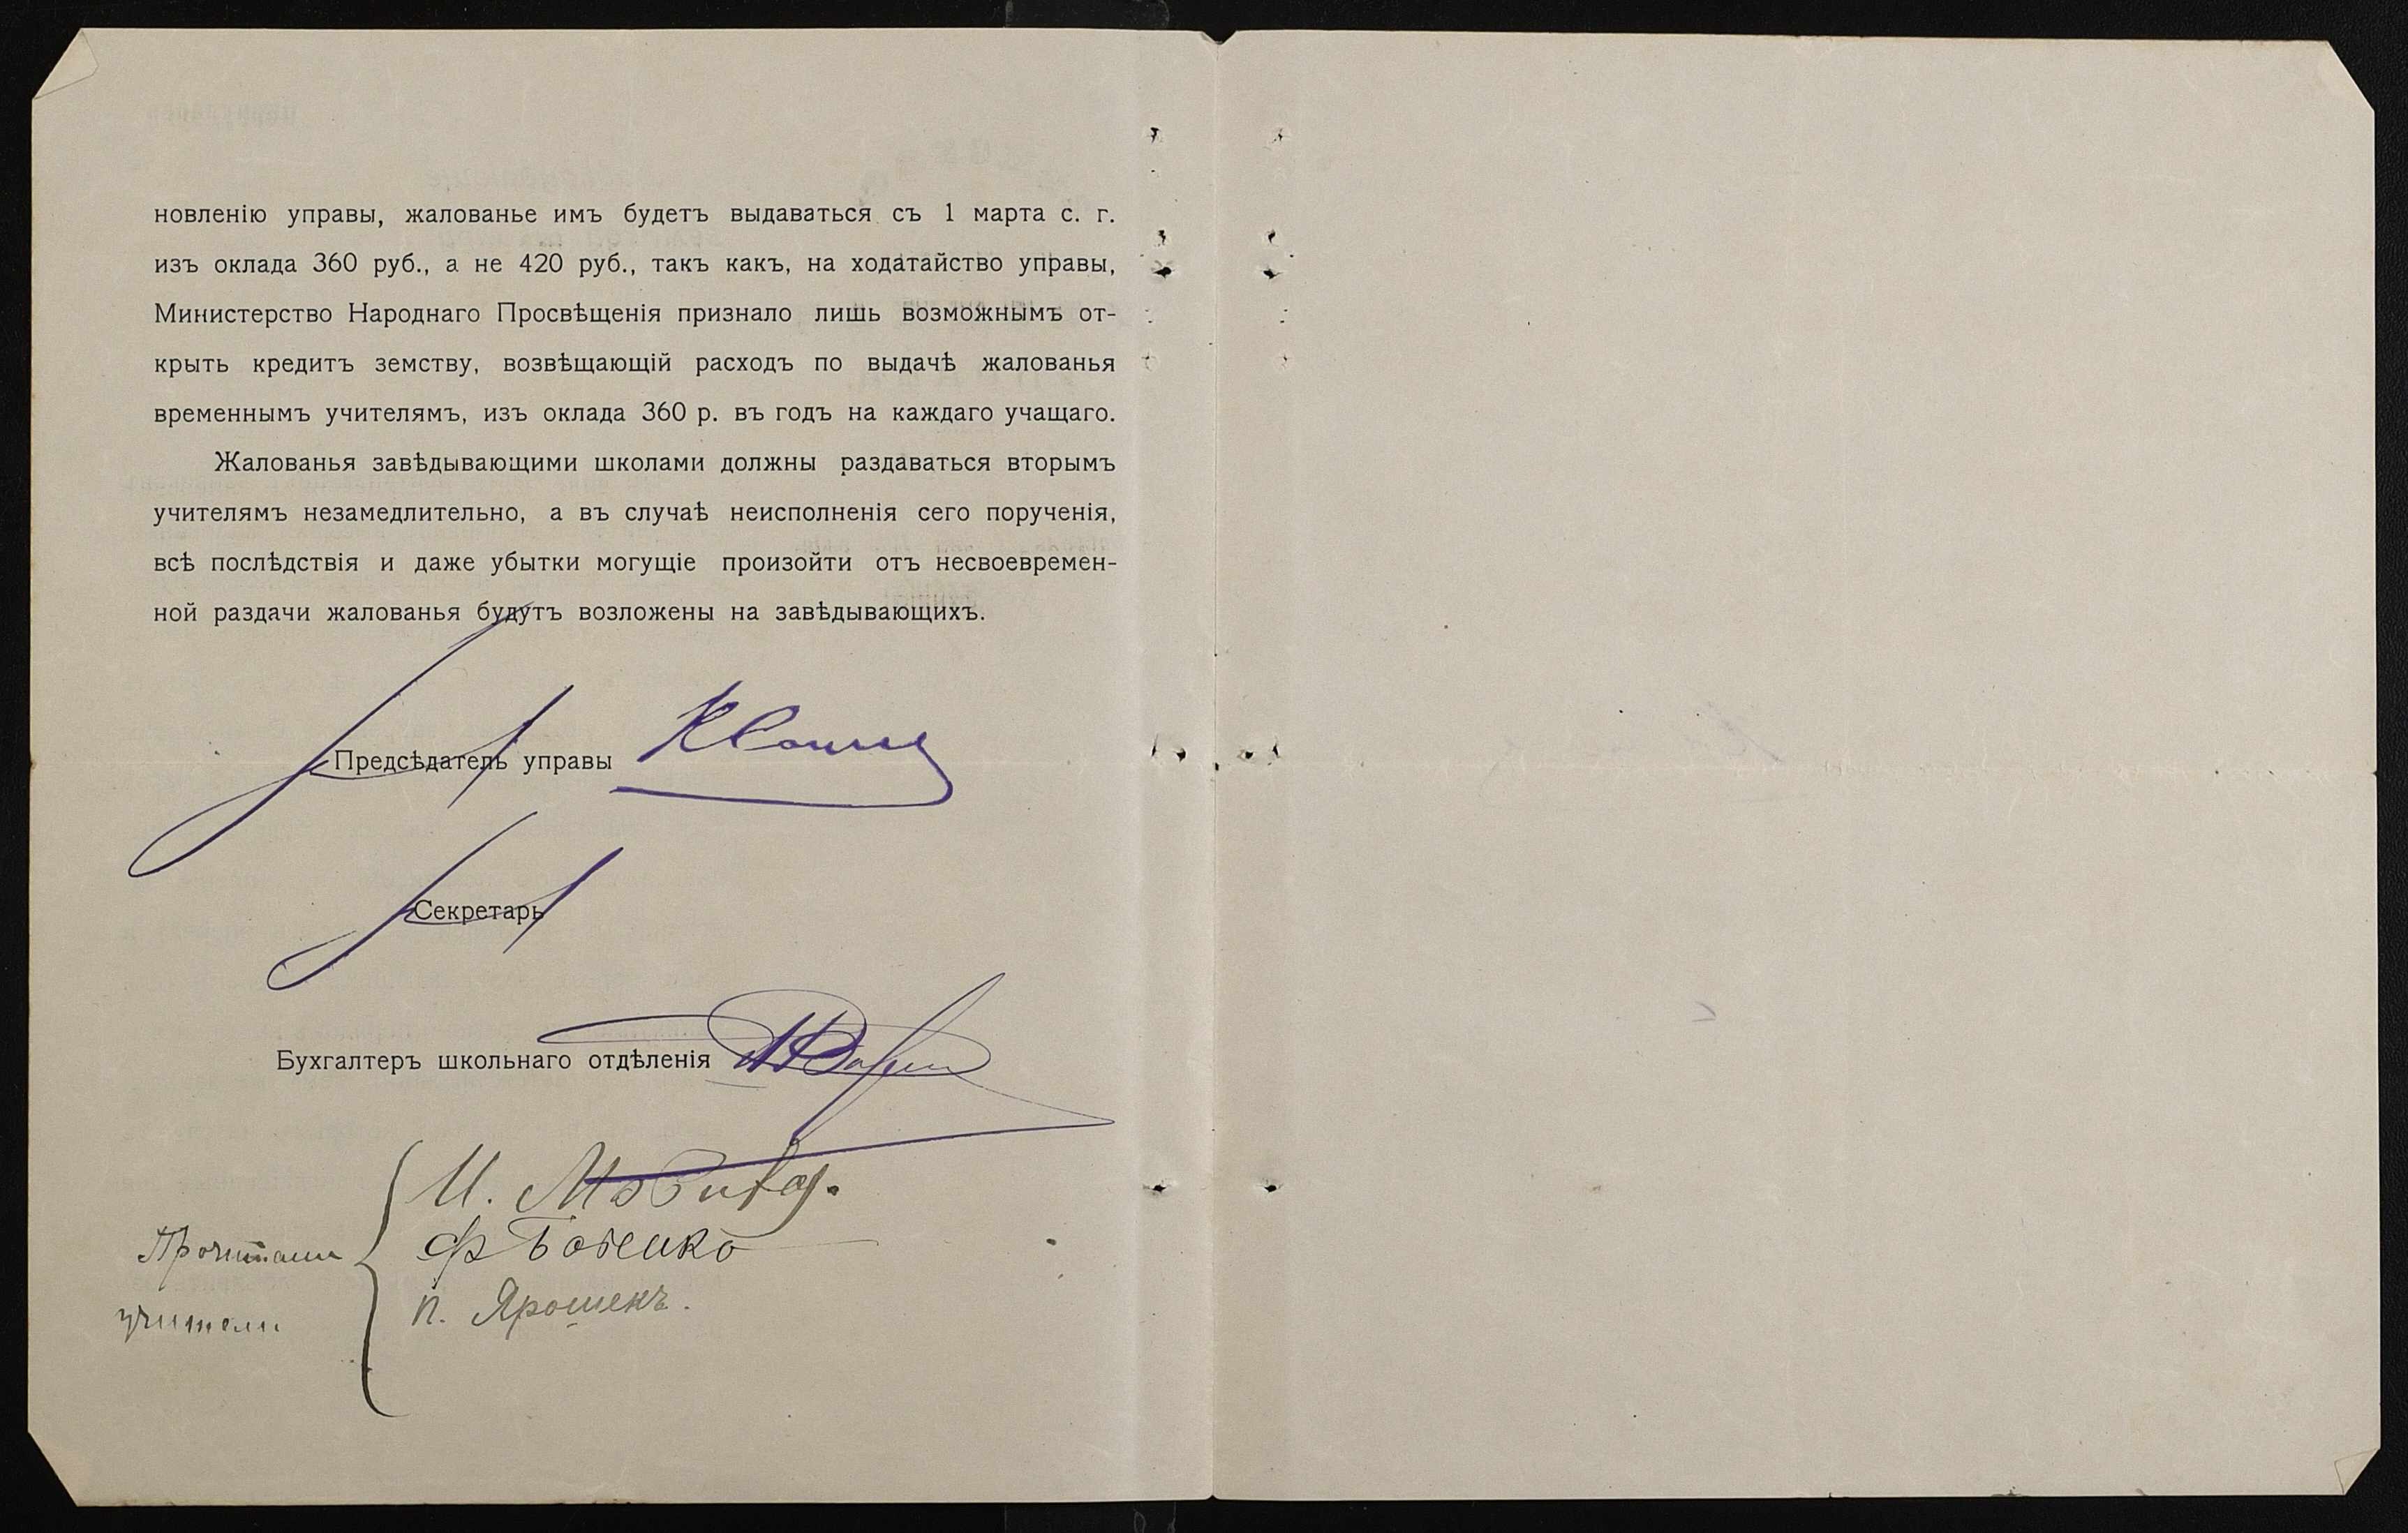 новленію управы, жалованье имъ будетъ выдаваться съ 1 марта с. г.
изъ оклада 360 руб., а не 420 руб., такъ какъ, на ходатайство управы,
Министерство Народнаго Просвѣщенія признало лишь возможнымъ от-
крыть кредитъ земству, возвѣщающій расходъ по выдачѣ жалованья
временнымъ учителямъ, изъ оклада 360 р. въ годъ на каждаго учащаго.
Жалованья завѣдывающими школами должны раздаваться вторымъ
учителямъ незамедлительно, а въ случаѣ неисполненія сего порученія,
всѣ послѣдствія и даже убытки могущіе произойти отъ несвоевремен-
ной раздачи жалованья будутъ возложены на завѣдывающихъ.
Предсѣдатель управы
Секретарь
Бухгалтеръ школьнаго отдѣленія
И.
Ф
Прочитали
учители
П. Ярошекъ.